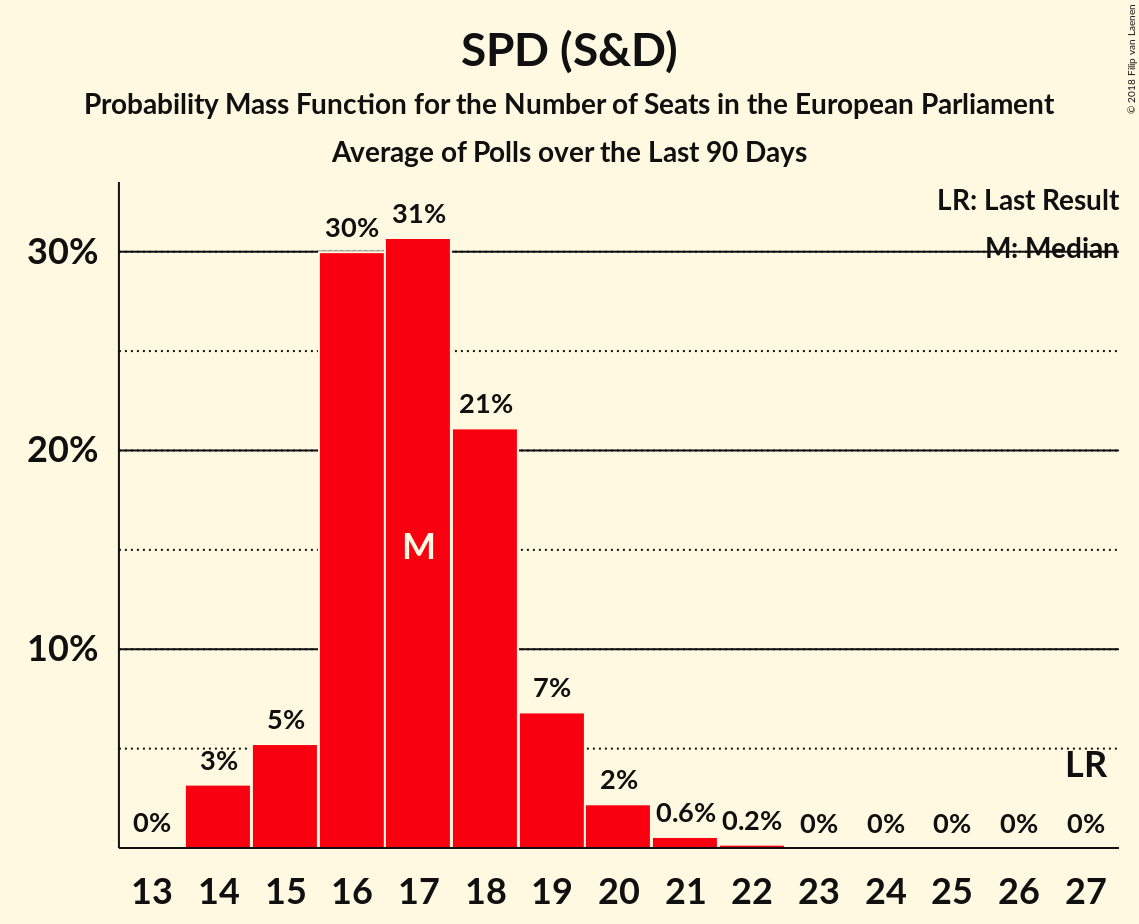 SPD (S&D)
Probability Mass Function for the Number of Seats in the European Parliament
Average of Polls over the Last 90 Days
© 2018 Filip van Laenen
LR: Last Result
M: Median
30%
20%
10%
0%
3%
5%
30%
31%
21%
7%
2%
0.6%
0.2%
0%
0%
0%
0%
0%
M
LR
13 14 15 16 17 18 19 20 21 22 23 24 25 26 27